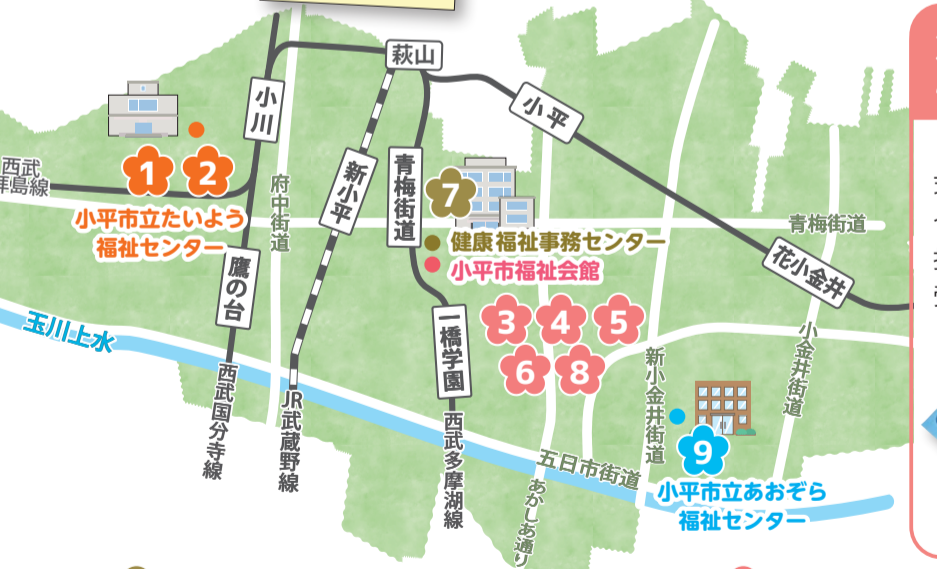 萩山
小平
小川
新小平
青梅街道
西武
拝島線
1
2
7
府中街道
小平市立たいよう
福祉センター
健康福祉事務センター
小平市福祉会館
青梅街道
花小金井
鷹の台
玉川上水
一橋学園
3
4
5
6
8
新小金井街道
小金井街道
西武国分寺線
JR武蔵野線
西武多摩湖線
五日市街道
あかしあ通り
9
小平市立あおぞら
福祉センター